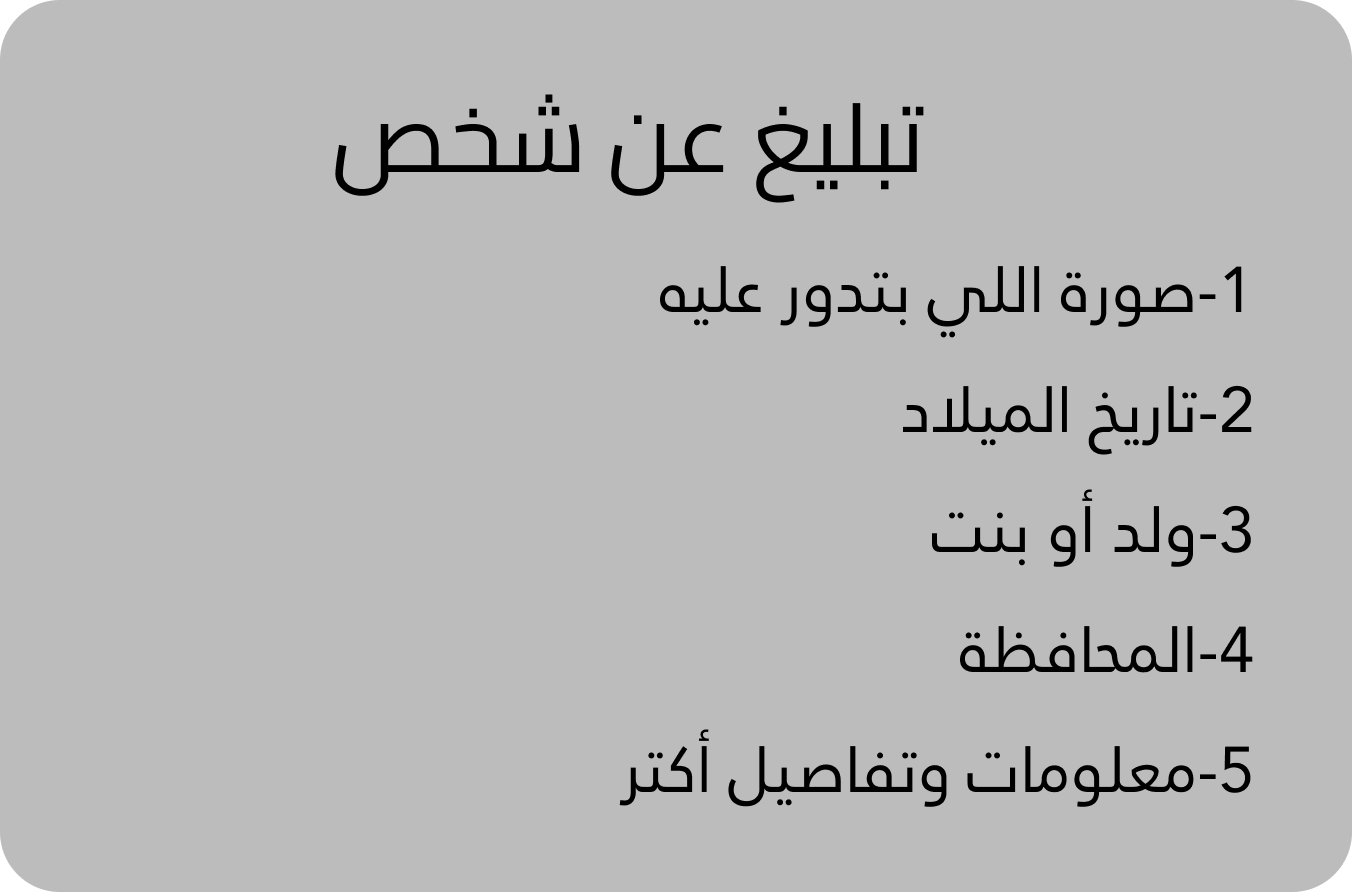 تبليغ عن شخص
1-صورة اللي بتدور عليه
2-تاريخ الميلاد
3-ولد أو بنت
4-المحافظة
5-معلومات وتفاصيل أكتر